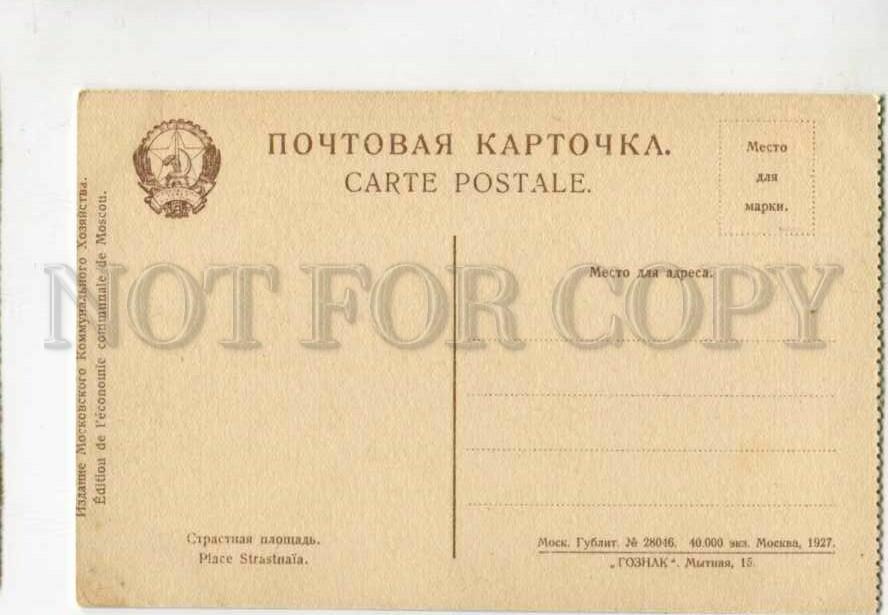 ПОЧТОВАЯ КАРТОЧКА.
CARTE POSTALE.
Место
для
марки.
Издание Московского Коммунального Хозяйства.
Édition de l'économie communale de Moscou.
Место для адреса.
NOT FOR COPY
Страстная площадь.
Place Strastnaïa.
Моск. Гублит. № 28046. 40.000 экз. Москва, 1927.
„ГОЗНАК“. Мытная, 15.